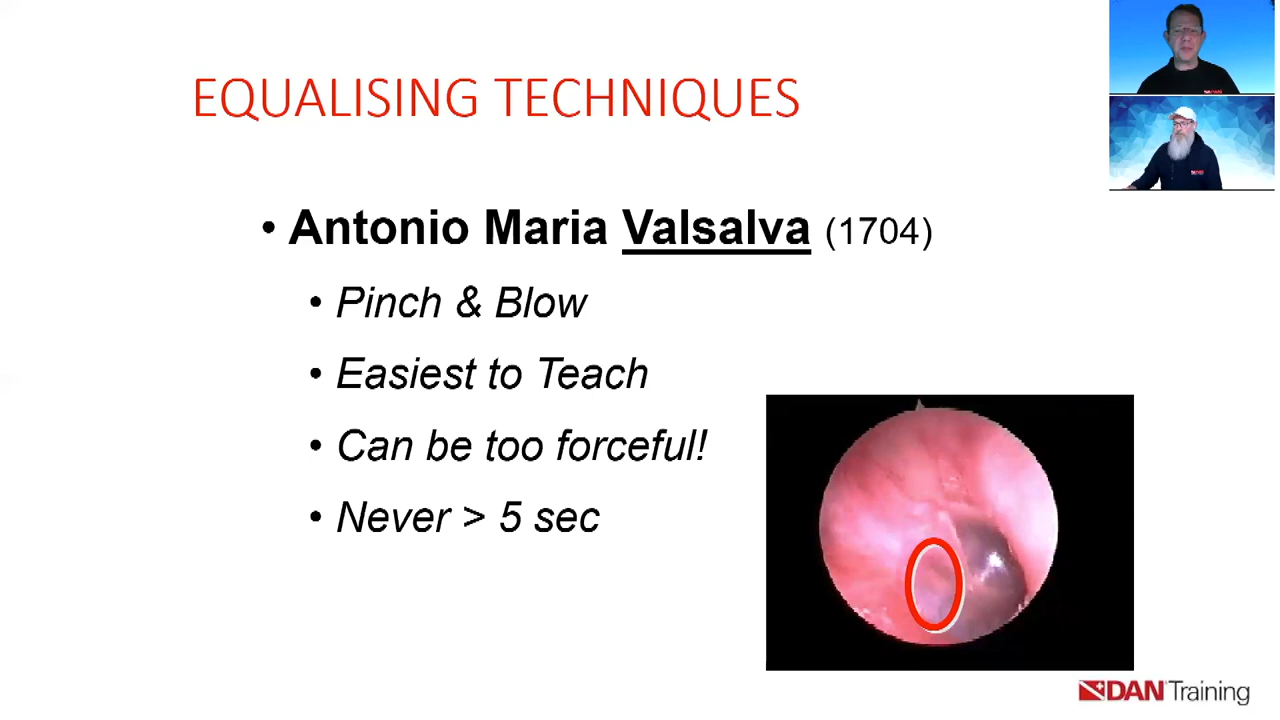 EQUALISING TECHNIQUES
• Antonio Maria Valsalva (1704)
• Pinch & Blow
• Easiest to Teach
• Can be too forceful!
• Never > 5 sec
DAN Training